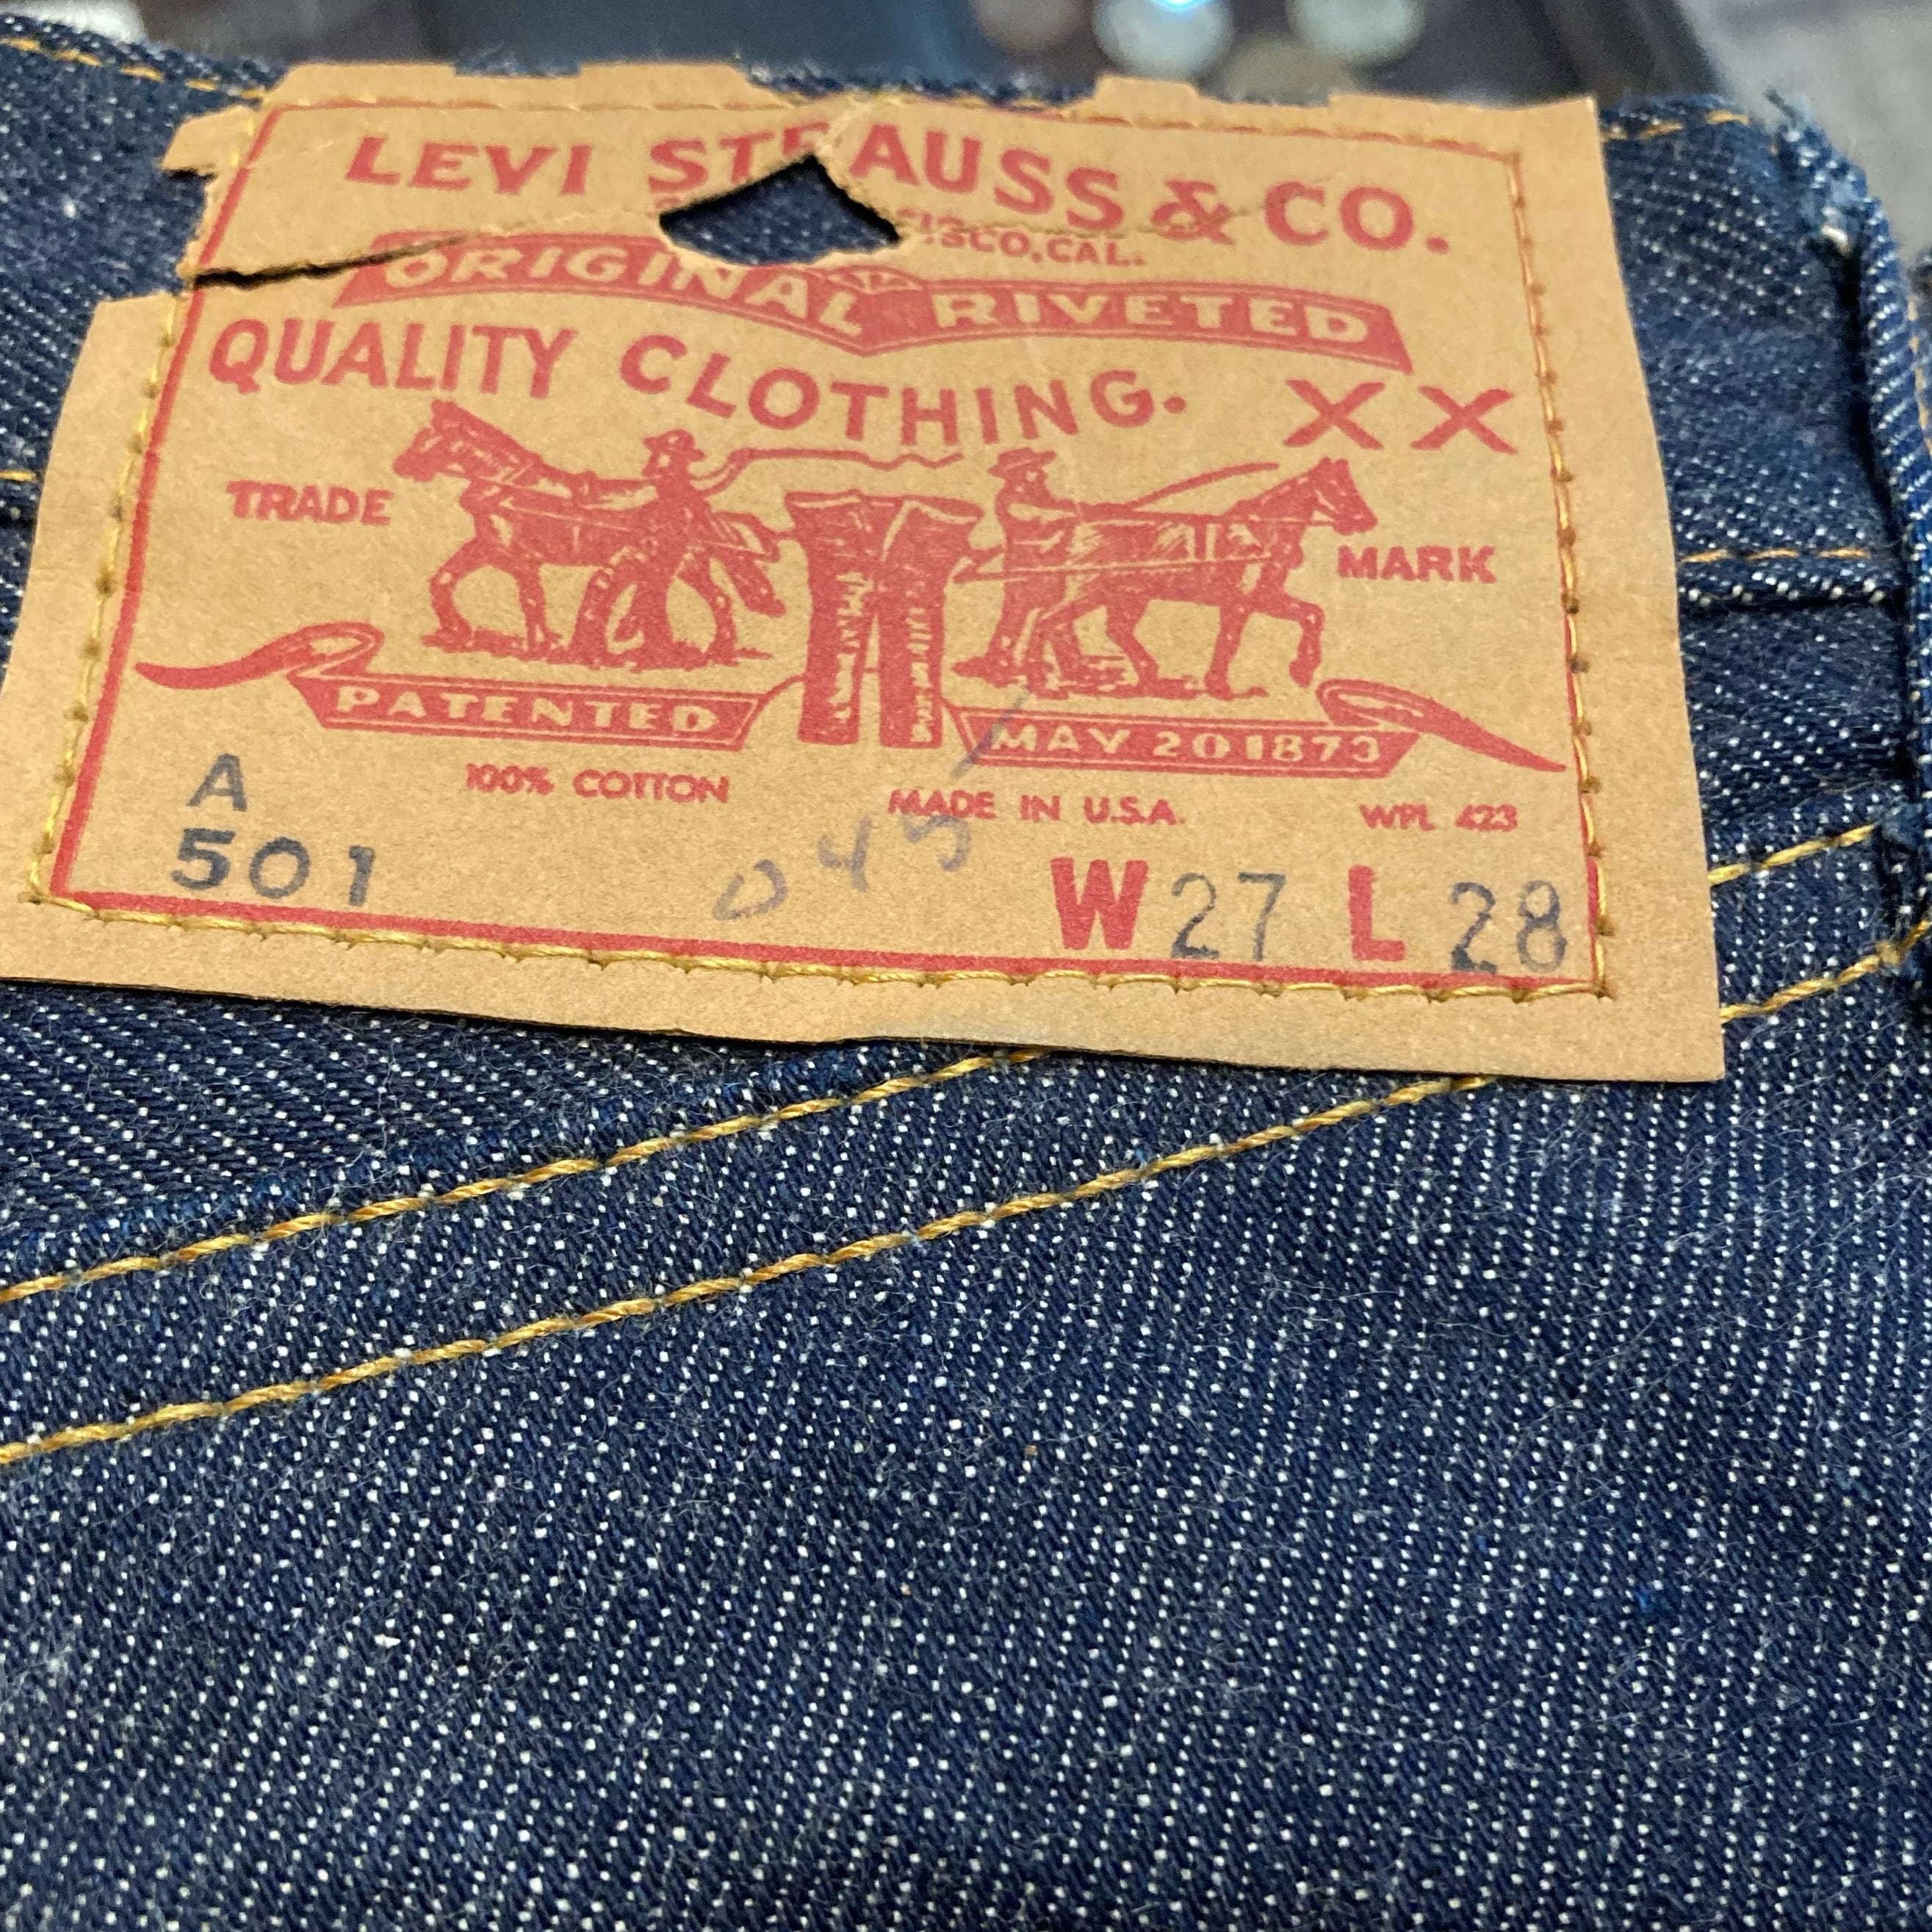 LEVI STRAUSS & CO.
CISCO, CAL.
ORIGINAL RIVETED
QUALITY CLOTHING. XX
TRADE MARK
PATENTED MAY 20 1873
A
100% COTTON MADE IN U.S.A. WPL 423
501 W 27 L 28